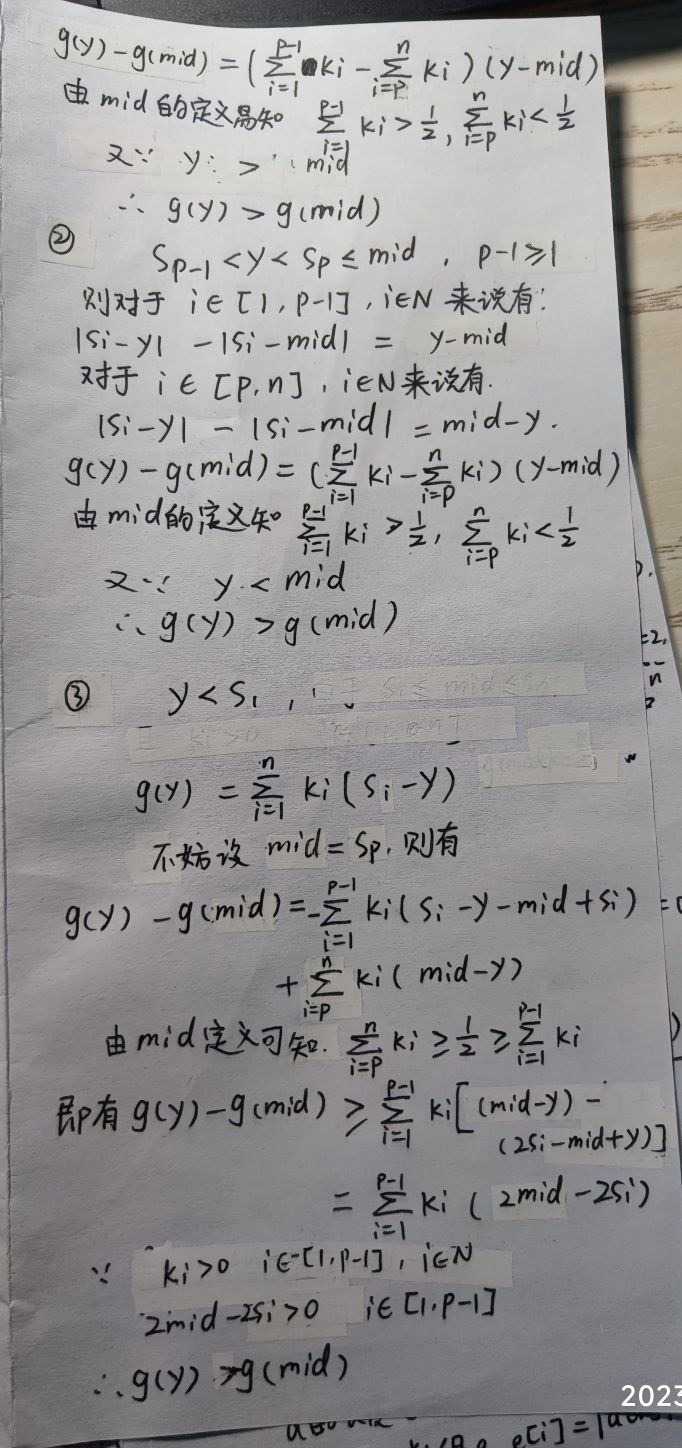 g(y)-g(mid)=(∑_{i=1}^{p-1} ki-∑_{i=p}^{n} ki)(y-mid)
由mid的定义易知 ∑_{i=1}^{p-1} ki>1/2, ∑_{i=p}^{n} ki<1/2
又∵ y > mid
∴ g(y)>g(mid)
② S_{p-1}<y<S_p≤mid , p-1≥1
则对于 i∈[1,p-1],i∈N 来说有:
|Si-y| -|Si-mid| = y-mid
对于 i∈[p,n],i∈N来说有.
|Si-y| - |Si-mid| =mid-y.
g(y)-g(mid)=(∑_{i=1}^{p-1} ki-∑_{i=p}^{n} ki)(y-mid)
由mid的定义知 ∑_{i=1}^{p-1} ki>1/2, ∑_{i=p}^{n} ki<1/2
又∵ y<mid
∴g(y)>g(mid)
③ y<S₁ ,
g(y) =∑_{i=1}^{n} ki(Si-y)
不妨设 mid=Sp.则有
g(y) -g(mid)=-∑_{i=1}^{p-1} ki(Si-y-mid+Si)
+∑_{i=p}^{n} ki(mid-y)
由mid定义可知. ∑_{i=p}^{n} ki≥1/2≥∑_{i=1}^{p-1} ki
即有g(y)-g(mid) ≥∑_{i=1}^{p-1} ki[(mid-y)-
(2Si-mid+y)]
=∑_{i=1}^{p-1} ki(2mid-2Si)
∵ ki>0 i∈[1,p-1],i∈N
2mid-2Si>0 i∈[1,p-1]
∴g(y)>g(mid)
2023
e[i]=